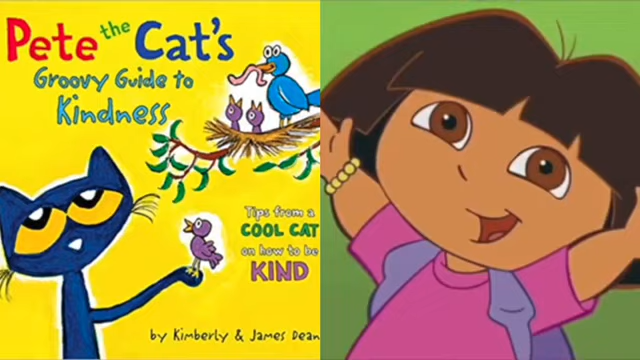 Pete the Cat's
Groovy Guide to
Kindness
Tips from a
COOL CAT
on how to be
KIND
by Kimberly & James Dean